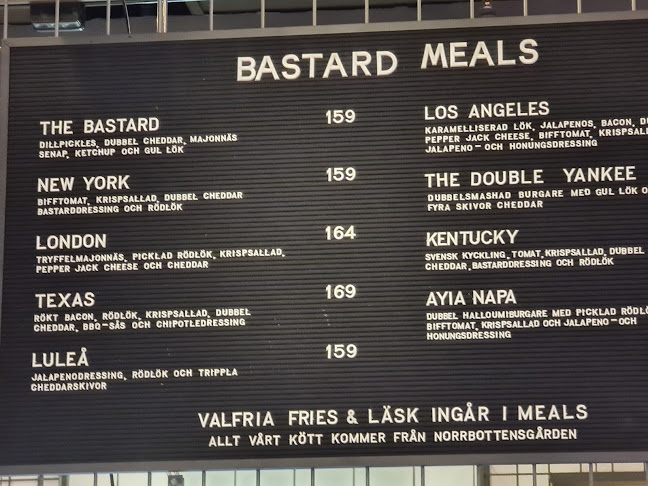 BASTARD MEALS
THE BASTARD 159
DILLPICKLES, DUBBEL CHEDDAR, MAJONNÄS
SENAP, KETCHUP OCH GUL LÖK
NEW YORK 159
BIFFTOMAT, KRISPSALLAD, DUBBEL CHEDDAR
BASTARDDRESSING OCH RÖDLÖK
LONDON 164
TRYFFELMAJONNÄS, PICKLAD RÖDLÖK, KRISPSALLAD,
PEPPER JACK CHEESE OCH CHEDDAR
TEXAS 169
RÖKT BACON, RÖDLÖK, KRISPSALLAD, DUBBEL
CHEDDAR, BBQ-SÅS OCH CHIPOTLEDRESSING
LULEÅ 159
JALAPENODRESSING, RÖDLÖK OCH TRIPPLA
CHEDDARSKIVOR
LOS ANGELES
KARAMELLISERAD LÖK, JALAPENOS, BACON,
PEPPER JACK CHEESE, BIFFTOMAT, KRISPSAL
JALAPENO-OCH HONUNGSDRESSING
THE DOUBLE YANKEE
DUBBELSMASHAD BURGARE MED GUL LÖK
FYRA SKIVOR CHEDDAR
KENTUCKY
SVENSK KYCKLING, TOMAT, KRISPSALLAD, DUBBEL
CHEDDAR, BASTARDDRESSING OCH RÖDLÖK
AYIA NAPA
DUBBEL HALLOUMIBURGARE MED PICKLAD RÖDL
BIFFTOMAT, KRISPSALLAD OCH JALAPENO-OCH
HONUNGSDRESSING
VALFRIA FRIES & LÄSK INGÅR I MEALS
ALLT VÅRT KÖTT KOMMER FRÅN NORRBOTTENSGÅRDEN